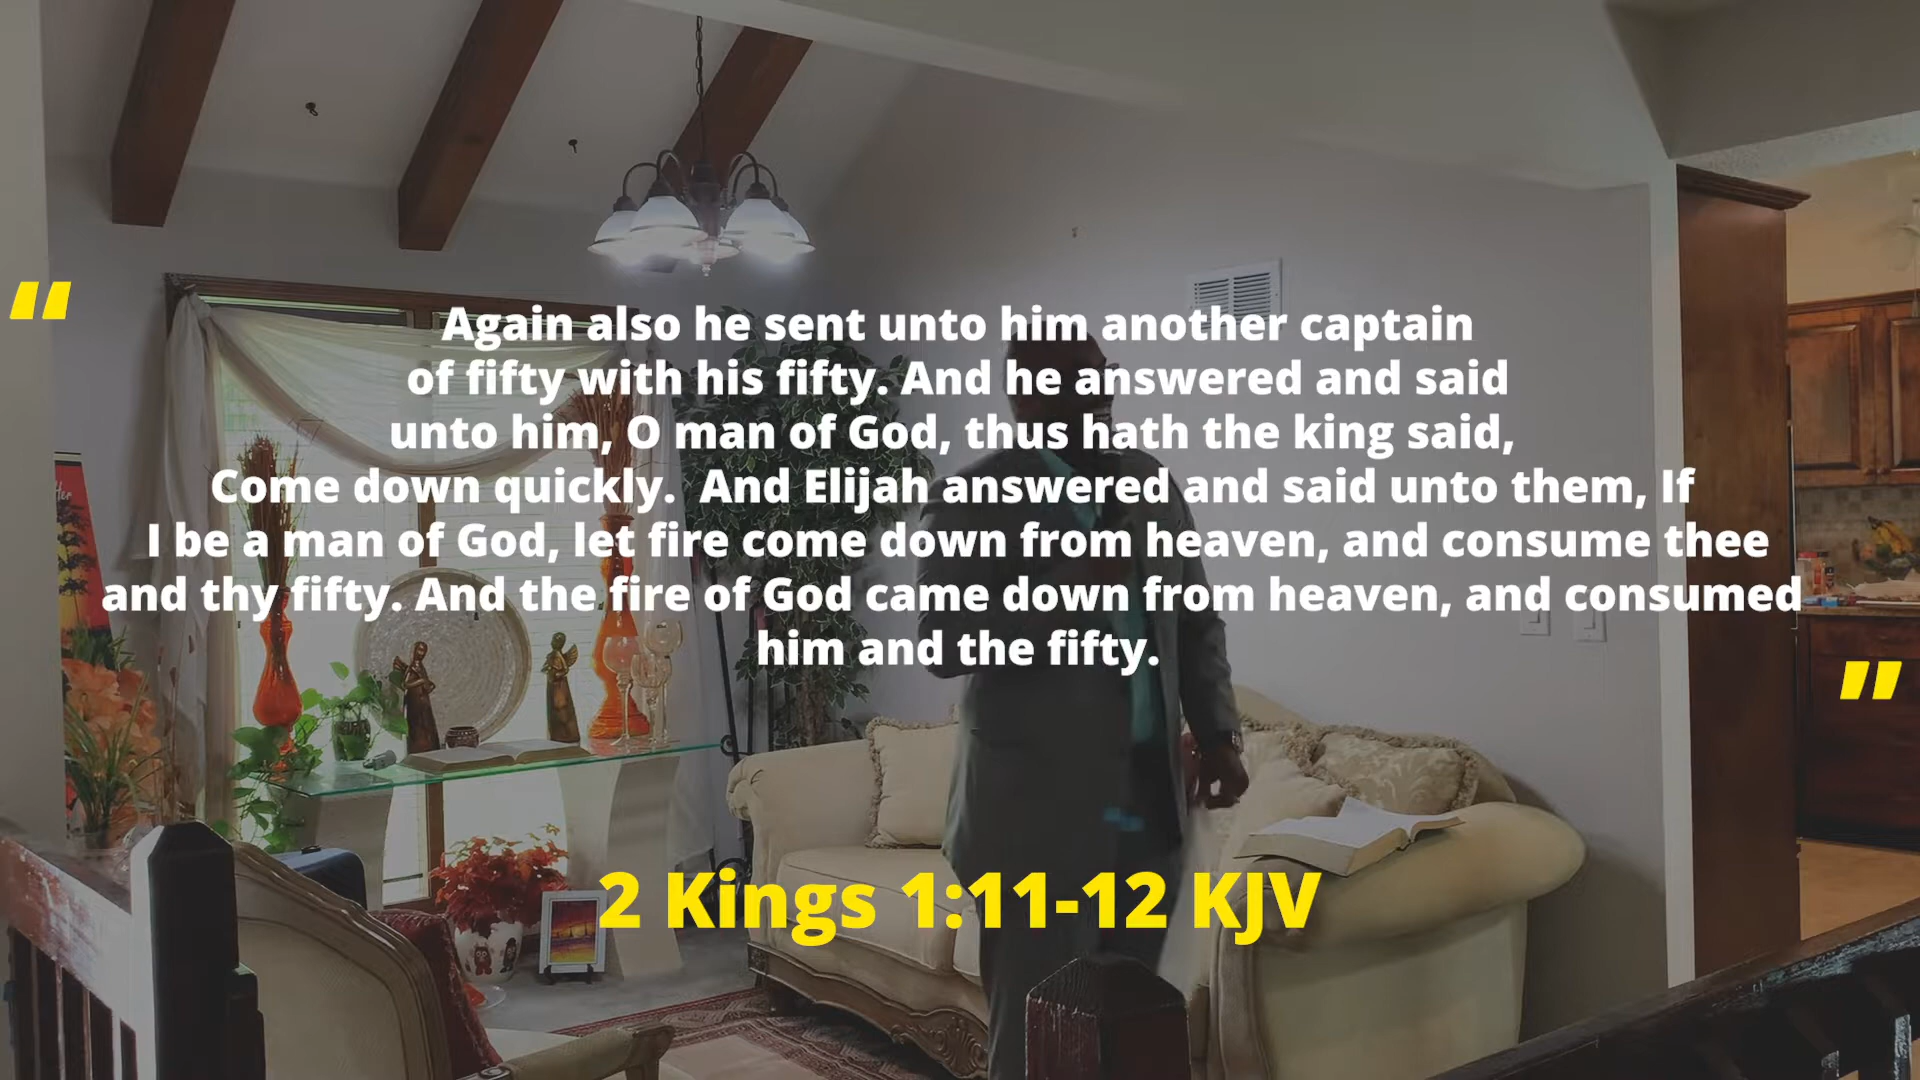 “
Again also he sent unto him another captain
of fifty with his fifty. And he answered and said
unto him, O man of God, thus hath the king said,
Come down quickly.  And Elijah answered and said unto them, If
I be a man of God, let fire come down from heaven, and consume thee
and thy fifty. And the fire of God came down from heaven, and consumed
him and the fifty.
”
2 Kings 1:11-12 KJV